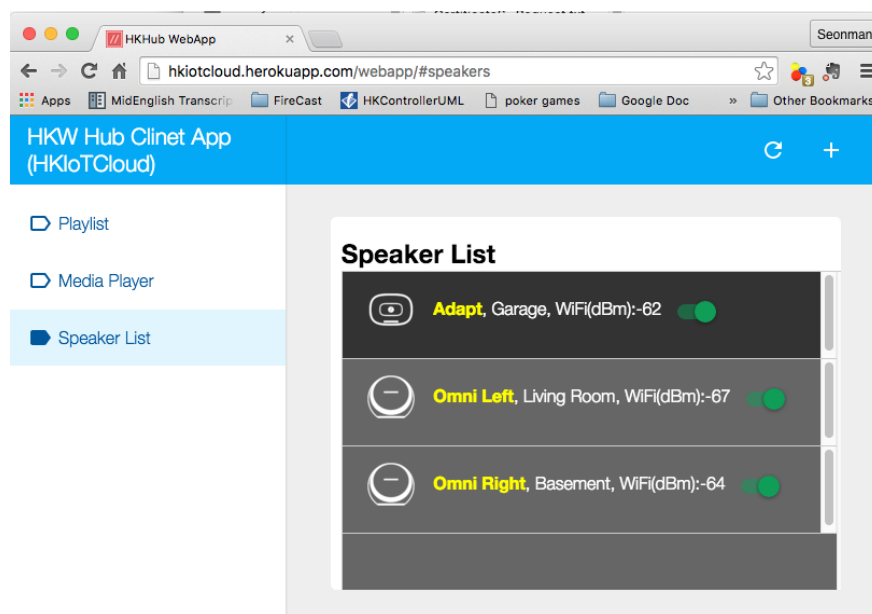 HKHub WebApp
Seonman
hkiotcloud.herokuapp.com/webapp/#speakers
3
Apps MidEnglish Transcrip FireCast HKControllerUML poker games Google Doc » Other Bookmarks
HKW Hub Clinet App
(HKIoTCloud)
Playlist
Media Player
Speaker List
Speaker List
Adapt, Garage, WiFi(dBm):-62
Omni Left, Living Room, WiFi(dBm):-67
Omni Right, Basement, WiFi(dBm):-64